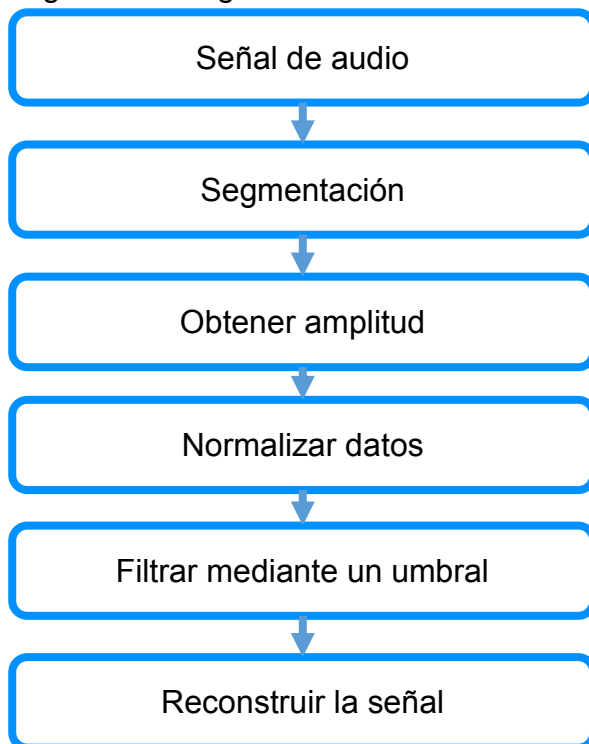 Señal de audio
Segmentación
Obtener amplitud
Normalizar datos
Filtrar mediante un umbral
Reconstruir la señal